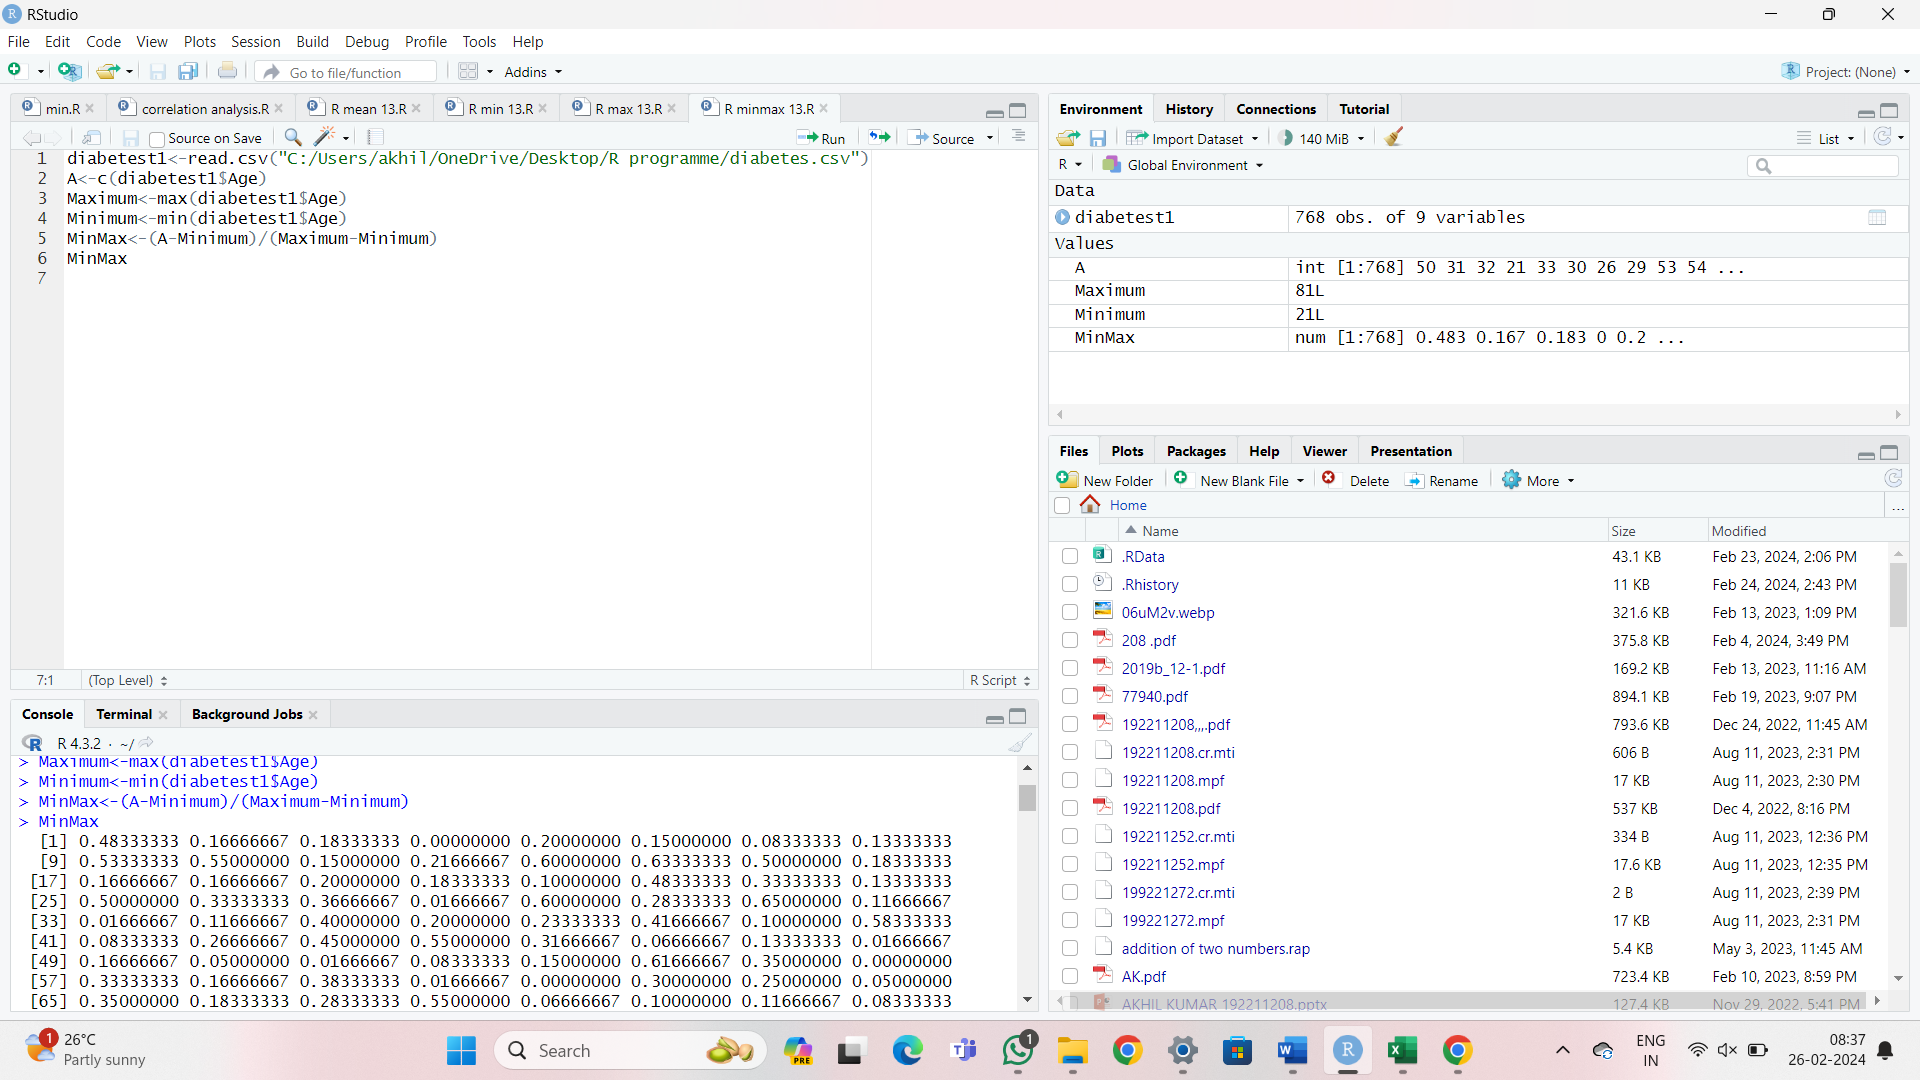 RStudio
File Edit Code View Plots Session Build Debug Profile Tools Help
Go to file/function Addins Project: (None)
min.R correlation analysis.R R mean 13.R R min 13.R R max 13.R R minmax 13.R
Source on Save Run Source
1 diabetest1<-read.csv("C:/Users/akhil/OneDrive/Desktop/R programme/diabetes.csv")
2 A<-c(diabetest1$Age)
3 Maximum<-max(diabetest1$Age)
4 Minimum<-min(diabetest1$Age)
5 MinMax<-(A-Minimum)/(Maximum-Minimum)
6 MinMax
7
7:1 (Top Level) R Script
Console Terminal Background Jobs
R 4.3.2 · ~/
> Maximum<-max(diabetest1$Age)
> Minimum<-min(diabetest1$Age)
> MinMax<-(A-Minimum)/(Maximum-Minimum)
> MinMax
[1] 0.48333333 0.16666667 0.18333333 0.00000000 0.20000000 0.15000000 0.08333333 0.13333333
[9] 0.53333333 0.55000000 0.15000000 0.21666667 0.60000000 0.63333333 0.50000000 0.18333333
[17] 0.16666667 0.16666667 0.20000000 0.18333333 0.10000000 0.48333333 0.33333333 0.13333333
[25] 0.50000000 0.33333333 0.36666667 0.01666667 0.60000000 0.28333333 0.65000000 0.11666667
[33] 0.01666667 0.11666667 0.40000000 0.20000000 0.23333333 0.41666667 0.10000000 0.58333333
[41] 0.08333333 0.26666667 0.45000000 0.55000000 0.31666667 0.06666667 0.13333333 0.01666667
[49] 0.16666667 0.05000000 0.01666667 0.08333333 0.15000000 0.61666667 0.35000000 0.00000000
[57] 0.33333333 0.16666667 0.38333333 0.01666667 0.00000000 0.30000000 0.25000000 0.05000000
[65] 0.35000000 0.18333333 0.28333333 0.55000000 0.06666667 0.10000000 0.11666667 0.08333333
Environment History Connections Tutorial
Import Dataset 140 MiB List
R Global Environment
Data
diabetest1 768 obs. of 9 variables
Values
A int [1:768] 50 31 32 21 33 30 26 29 53 54 ...
Maximum 81L
Minimum 21L
MinMax num [1:768] 0.483 0.167 0.183 0 0.2 ...
Files Plots Packages Help Viewer Presentation
New Folder New Blank File Delete Rename More
Home ...
Name Size Modified
.RData 43.1 KB Feb 23, 2024, 2:06 PM
.Rhistory 11 KB Feb 24, 2024, 2:43 PM
06uM2v.webp 321.6 KB Feb 13, 2023, 1:09 PM
208 .pdf 375.8 KB Feb 4, 2024, 3:49 PM
2019b_12-1.pdf 169.2 KB Feb 13, 2023, 11:16 AM
77940.pdf 894.1 KB Feb 19, 2023, 9:07 PM
192211208,,,.pdf 793.6 KB Dec 24, 2022, 11:45 AM
192211208.cr.mti 606 B Aug 11, 2023, 2:31 PM
192211208.mpf 17 KB Aug 11, 2023, 2:30 PM
192211208.pdf 537 KB Dec 4, 2022, 8:16 PM
192211252.cr.mti 334 B Aug 11, 2023, 12:36 PM
192211252.mpf 17.6 KB Aug 11, 2023, 12:35 PM
199221272.cr.mti 2 B Aug 11, 2023, 2:39 PM
199221272.mpf 17 KB Aug 11, 2023, 2:31 PM
addition of two numbers.rap 5.4 KB May 3, 2023, 11:45 AM
AK.pdf 723.4 KB Feb 10, 2023, 8:59 PM
AKHIL KUMAR 192211208.pptx 127.4 KB Nov 29, 2022, 5:41 PM
1 26°C
Partly sunny
Search PRE 1
ENG
IN
08:37
26-02-2024